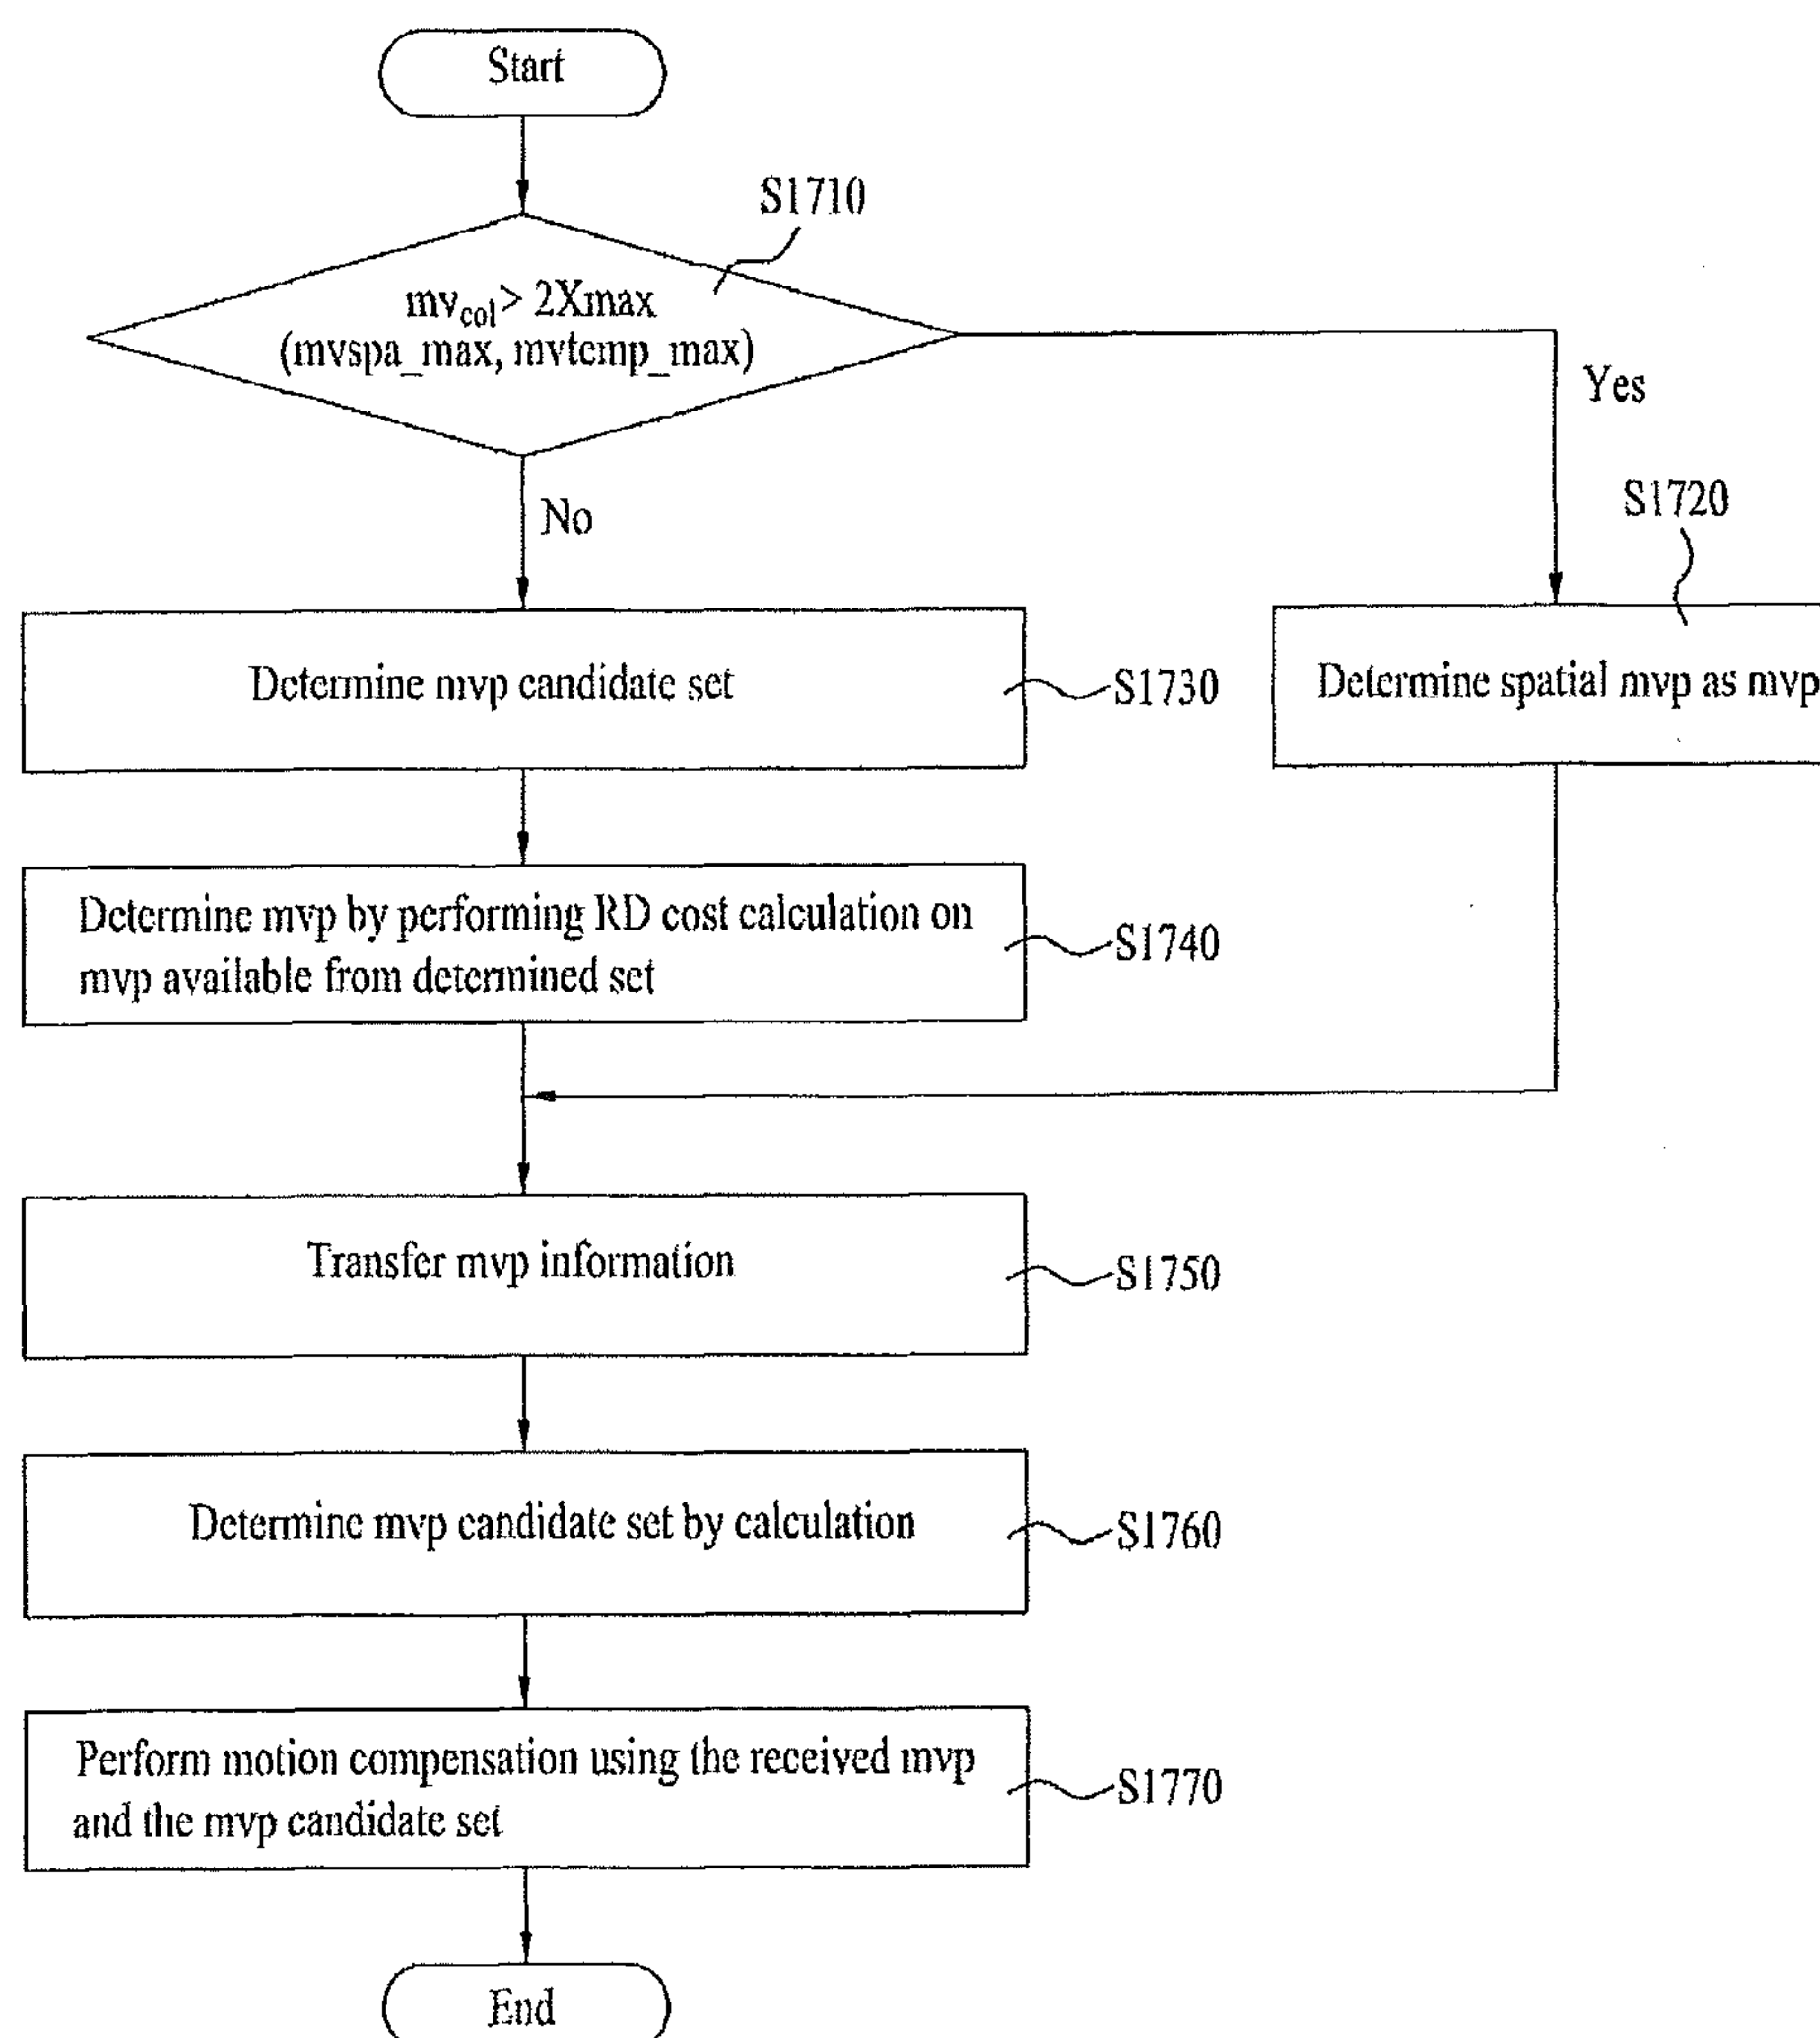 Start
S1710
mvcol> 2Xmax
(mvspa_max, mvtemp_max)
Yes
No
S1720
Determine mvp candidate set
S1730
Determine spatial mvp as mvp
Determine mvp by performing RD cost calculation on
mvp available from determined set
S1740
Transfer mvp information
S1750
Determine mvp candidate set by calculation
S1760
Perform motion compensation using the received mvp
and the mvp candidate set
S1770
End